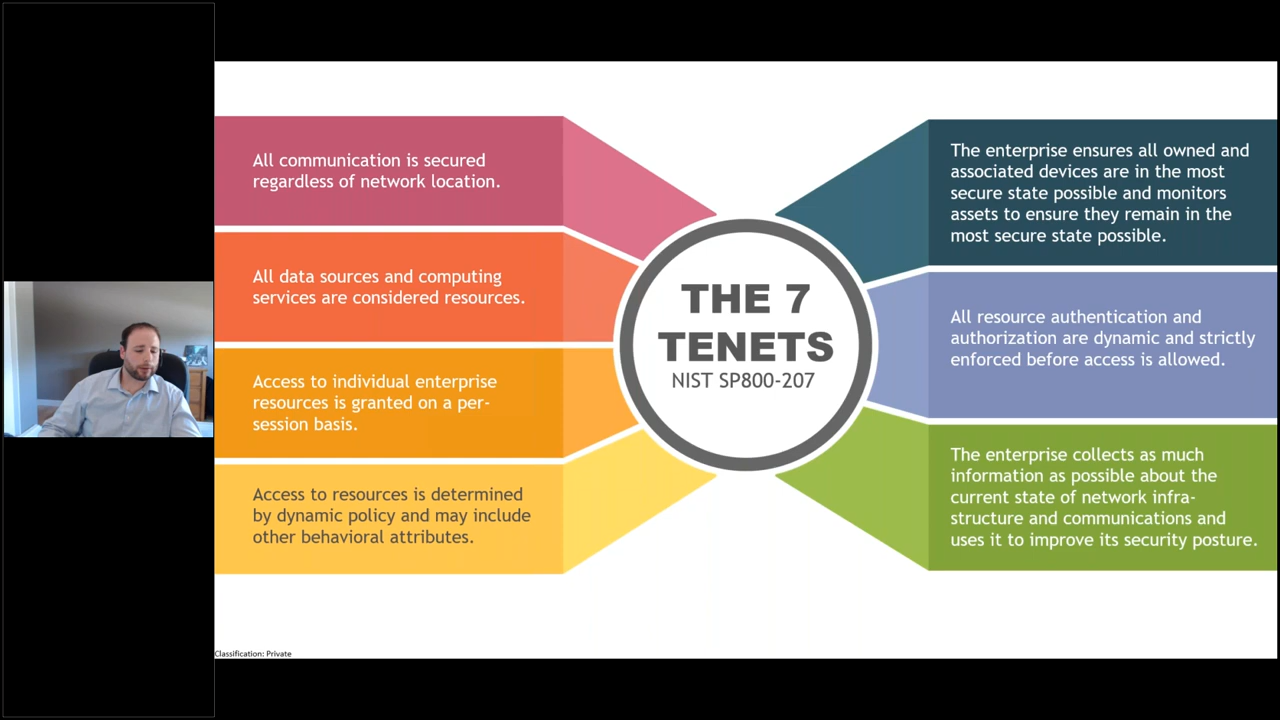 All communication is secured
regardless of network location.
All data sources and computing
services are considered resources.
Access to individual enterprise
resources is granted on a per-
session basis.
Access to resources is determined
by dynamic policy and may include
other behavioral attributes.
THE 7
TENETS
NIST SP800-207
The enterprise ensures all owned and
associated devices are in the most
secure state possible and monitors
assets to ensure they remain in the
most secure state possible.
All resource authentication and
authorization are dynamic and strictly
enforced before access is allowed.
The enterprise collects as much
information as possible about the
current state of network infra-
structure and communications and
uses it to improve its security posture.
Classification: Private